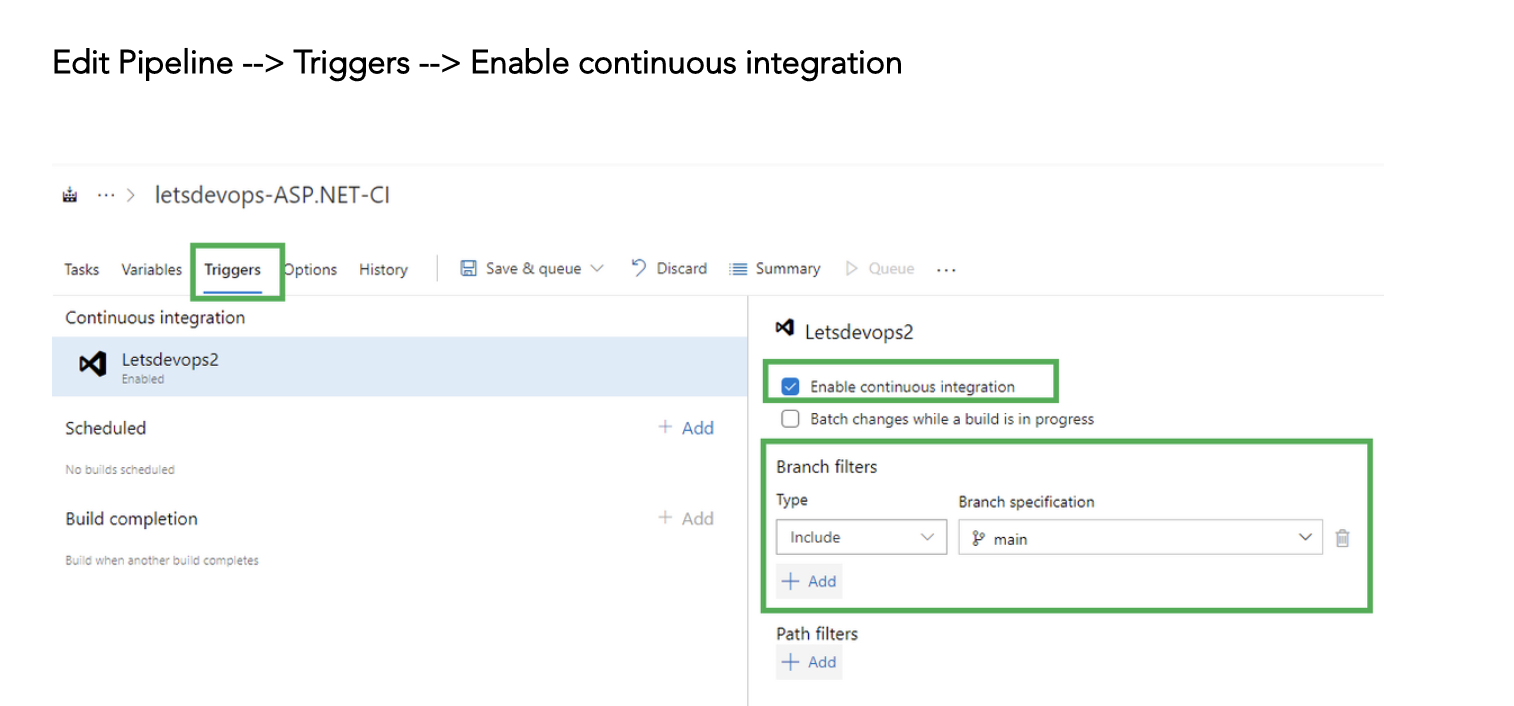 Edit Pipeline --> Triggers --> Enable continuous integration
··· > letsdevops-ASP.NET-CI
Tasks Variables Triggers Options History Save & queue Discard Summary Queue ···
Continuous integration
Letsdevops2
Enabled
Scheduled + Add
No builds scheduled
Build completion + Add
Build when another build completes
Letsdevops2
Enable continuous integration
Batch changes while a build is in progress
Branch filters
Type Branch specification
Include main
+ Add
Path filters
+ Add